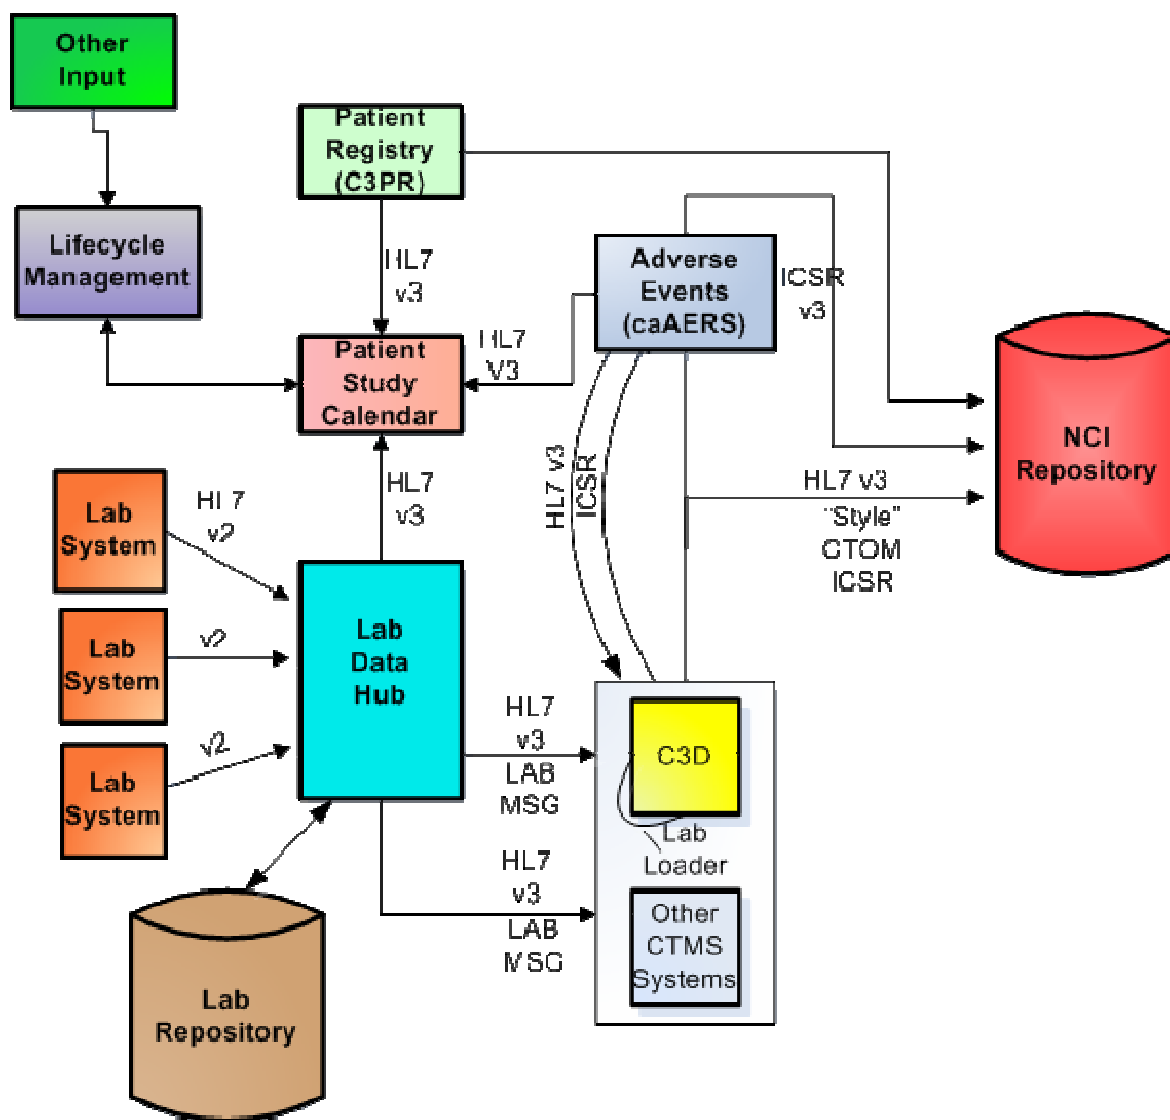 Other
Input
Patient
Registry
(C3PR)
Lifecycle
Management
HL7
v3
Adverse
Events
(caAERS)
ICSR
v3
Patient
Study
Calendar
HL7
V3
NCI
Repository
HL7 v3
ICSR
HL7 v3
"Style"
CTOM
ICSR
HL7
v3
Lab
System
HL7
v2
Lab
System
v2
Lab
System
v2
Lab
Data
Hub
HL7
v3
LAB
MSG
C3D
Lab
Loader
HL7
v3
LAB
MSG
Other
CTMS
Systems
Lab
Repository